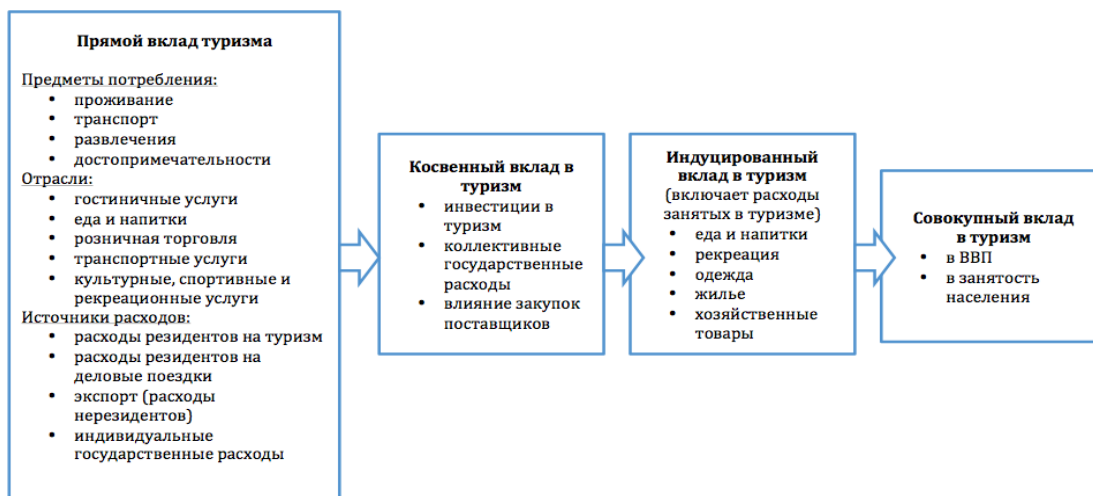 Прямой вклад туризма
Предметы потребления:
• проживание
• транспорт
• развлечения
• достопримечательности
Отрасли:
• гостиничные услуги
• еда и напитки
• розничная торговля
• транспортные услуги
• культурные, спортивные и
рекреационные услуги
Источники расходов:
• расходы резидентов на туризм
• расходы резидентов на
деловые поездки
• экспорт (расходы
нерезидентов)
• индивидуальные
государственные расходы
Косвенный вклад в
туризм
• инвестиции в
туризм
• коллективные
государственные
расходы
• влияние закупок
поставщиков
Индуцированный
вклад в туризм
(включает расходы
занятых в туризме)
• еда и напитки
• рекреация
• одежда
• жилье
• хозяйственные
товары
Совокупный вклад
в туризм
• в ВВП
• в занятость
населения